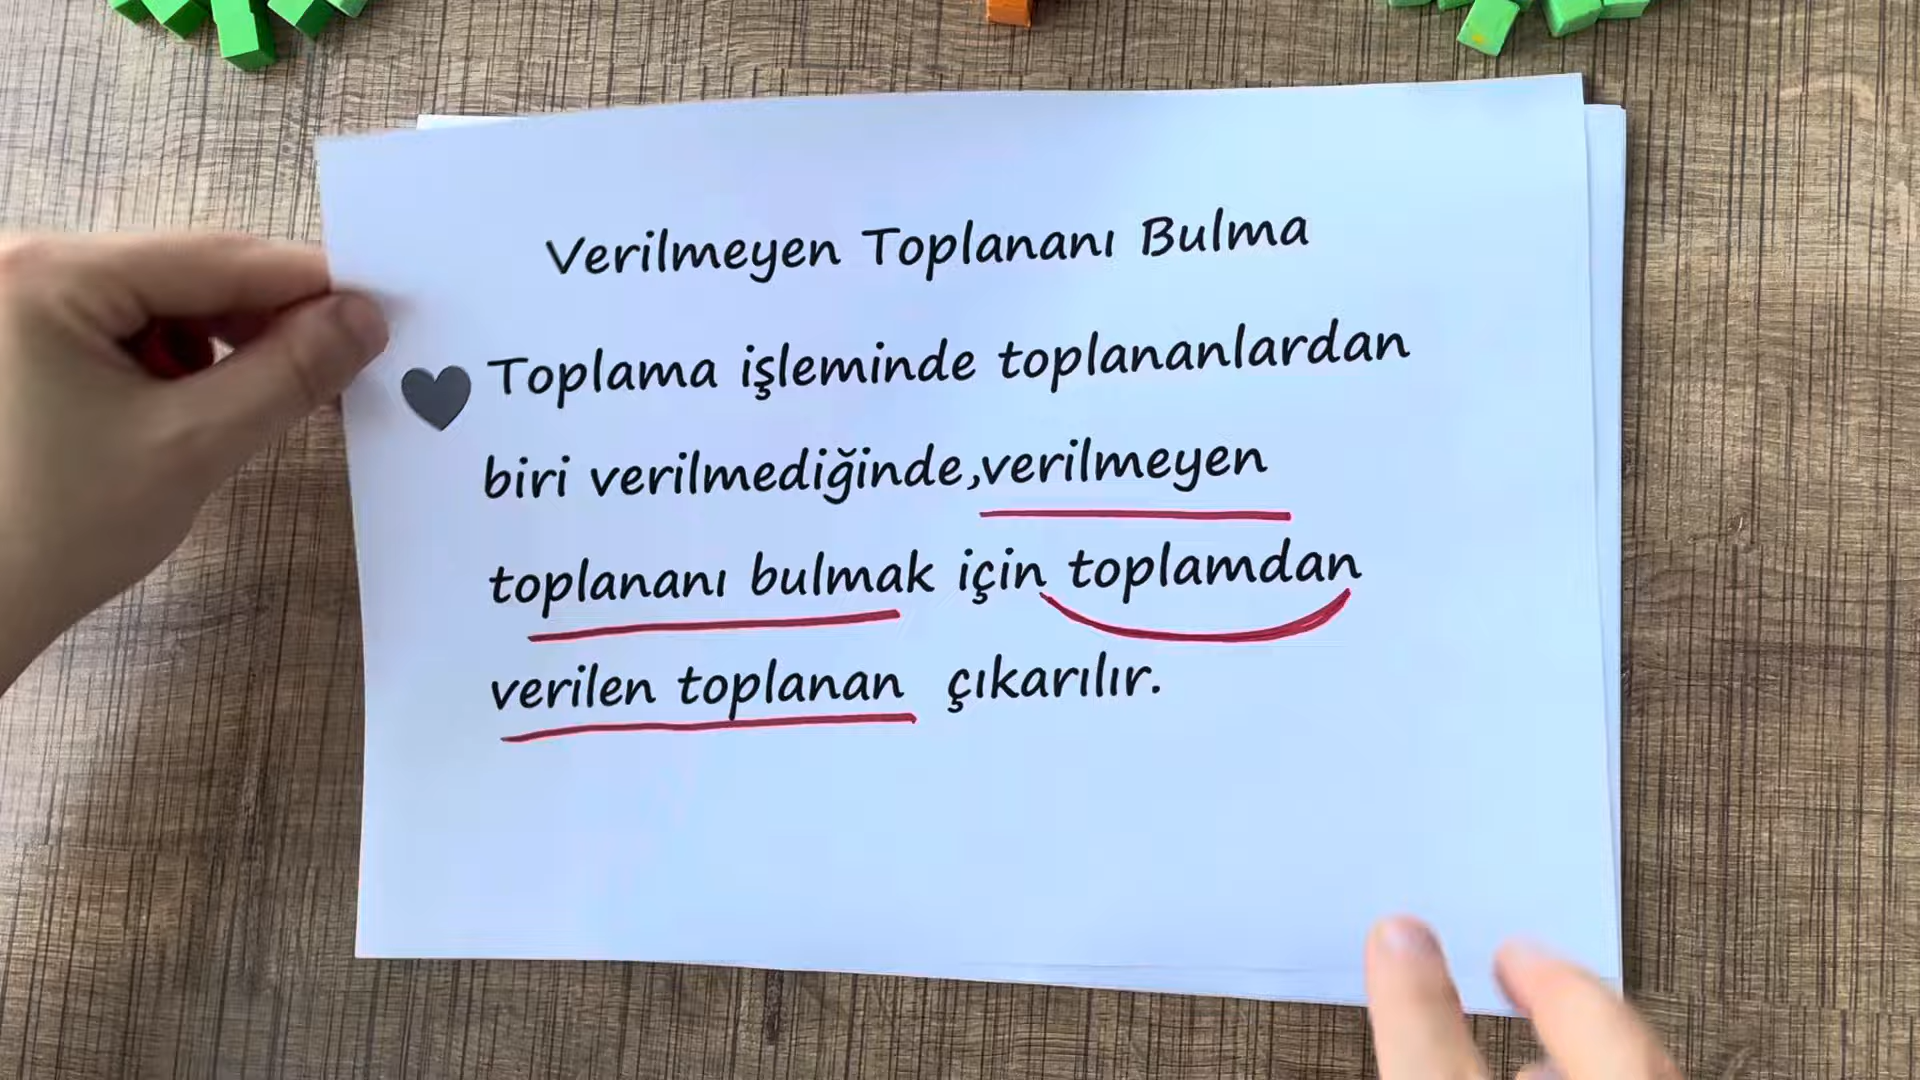 Verilmeyen Toplananı Bulma
Toplama işleminde toplananlardan
biri verilmediğinde,verilmeyen
toplananı bulmak için toplamdan
verilen toplanan çıkarılır.